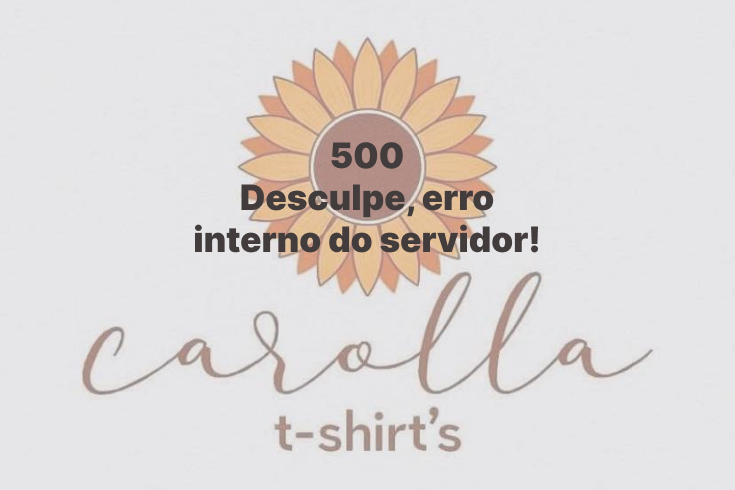 500
Desculpe, erro
interno do servidor!
carolla
t-shirt's